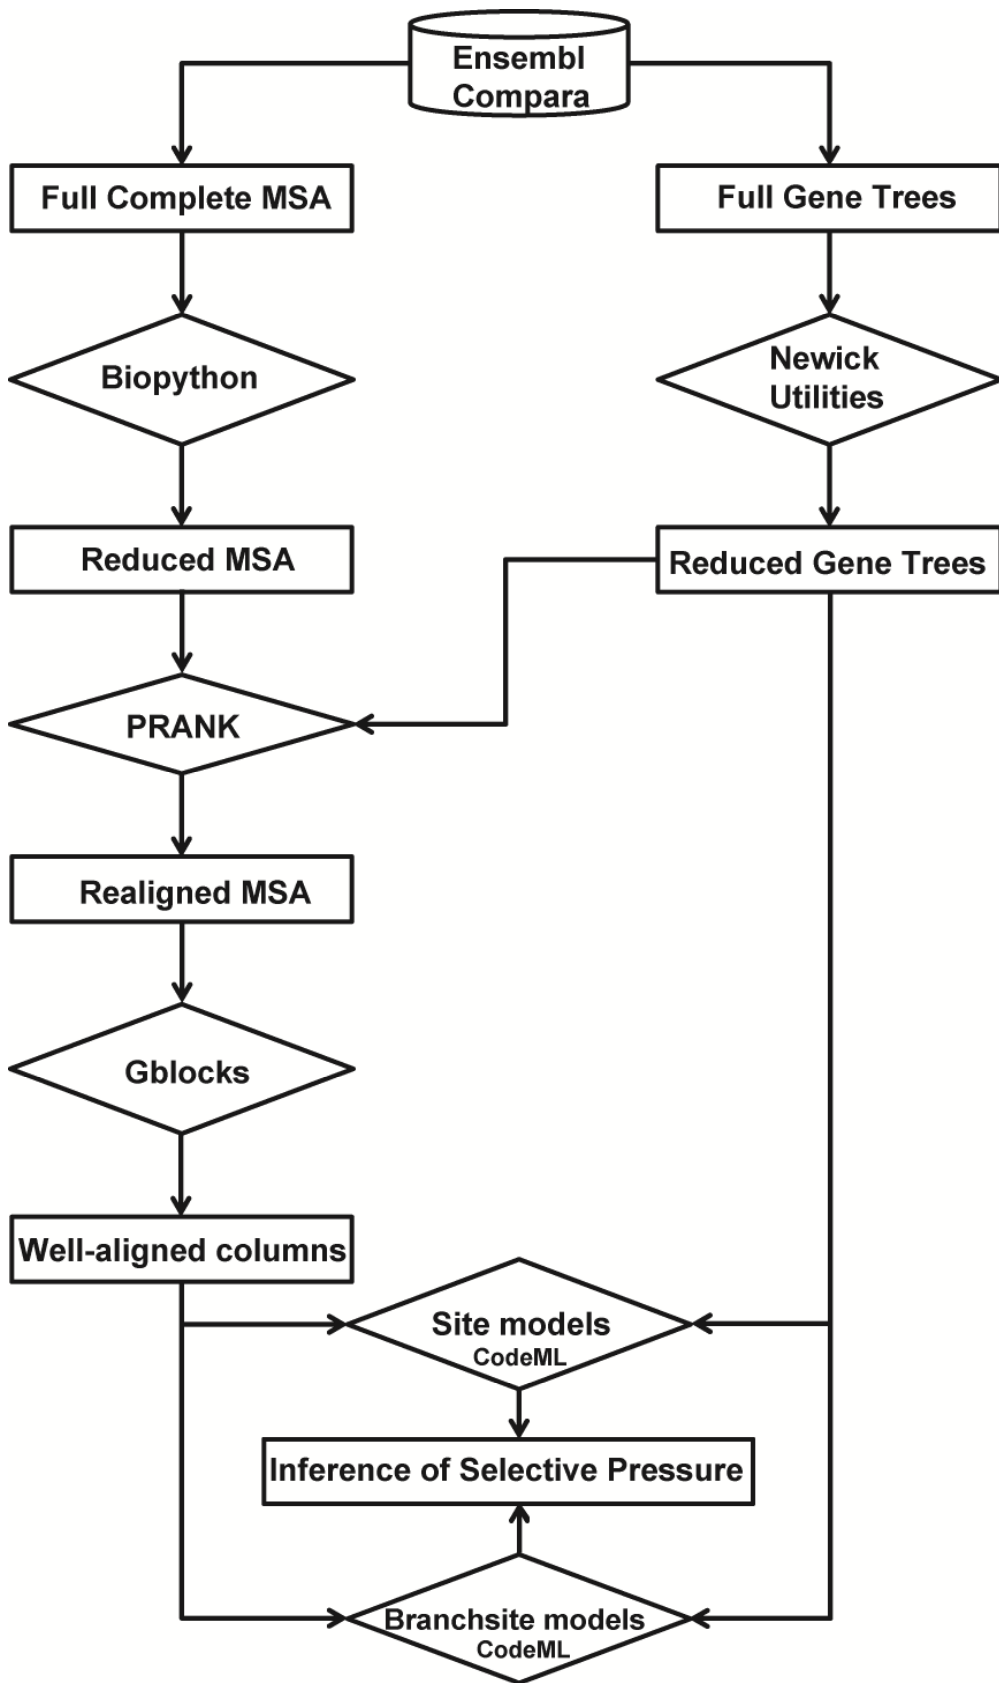 Ensembl
Compara
Full Complete MSA
Full Gene Trees
Biopython
Newick
Utilities
Reduced MSA
Reduced Gene Trees
PRANK
Realigned MSA
Gblocks
Well-aligned columns
Site models
CodeML
Inference of Selective Pressure
Branchsite models
CodeML